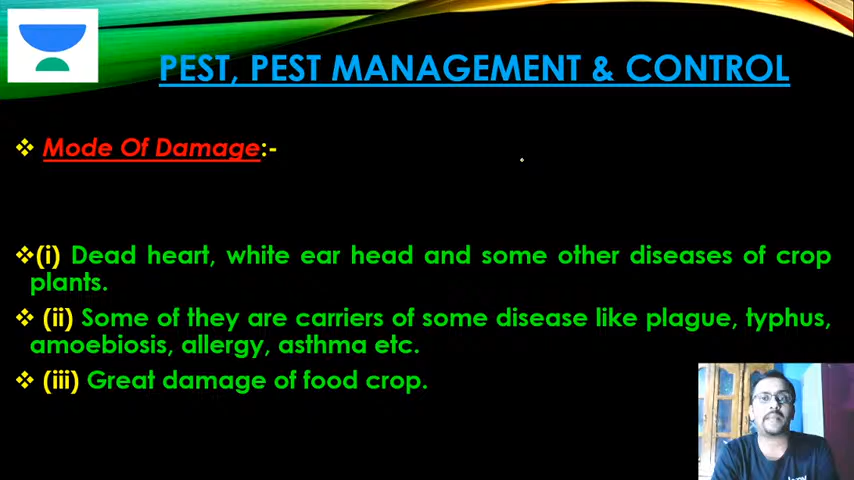 PEST, PEST MANAGEMENT & CONTROL
Mode Of Damage:-
(i) Dead heart, white ear head and some other diseases of crop
plants.
(ii) Some of they are carriers of some disease like plague, typhus,
amoebiosis, allergy, asthma etc.
(iii) Great damage of food crop.